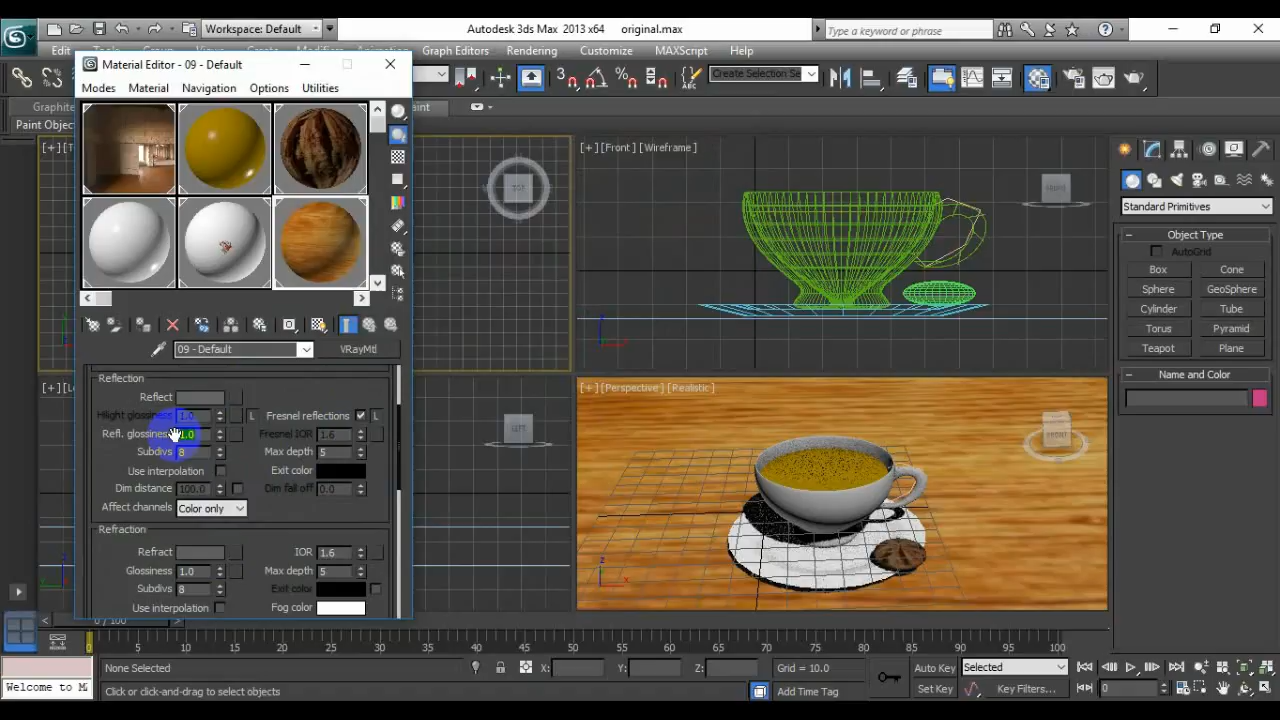 Workspace: Default
Autodesk 3ds Max 2013 x64 original.max
Type a keyword or phrase
Graph Editors Rendering Customize MAXScript Help
Material Editor - 09 - Default
Modes Material Navigation Options Utilities
Create Selection Se
Paint Obje
[+] [Front] [Wireframe]
TOP
FRONT
Standard Primitives
Object Type
AutoGrid
Box Cone
Sphere GeoSphere
Cylinder Tube
Torus Pyramid
Teapot Plane
Name and Color
09 - Default VRayMtl
Reflection
Reflect
Hilight glossiness 1.0 L Fresnel reflections L
Refl. glossiness 1.0 Fresnel IOR 1.6
Subdivs 8 Max depth 5
Use interpolation Exit color
Dim distance 100.0 Dim fall off 0.0
Affect channels Color only
Refraction
Refract IOR 1.6
Glossiness 1.0 Max depth 5
Subdivs 8 Exit color
Use interpolation Fog color
LEFT
[+] [Perspective] [Realistic]
FRONT
0 / 100
0 5 10 15 20 25 30 35 40 45 50 55 60 65 70 75 80 85 90 95 100
None Selected X: Y: Z: Grid = 10.0 Auto Key Selected
Welcome to M Click or click-and-drag to select objects Add Time Tag Set Key Key Filters... 0